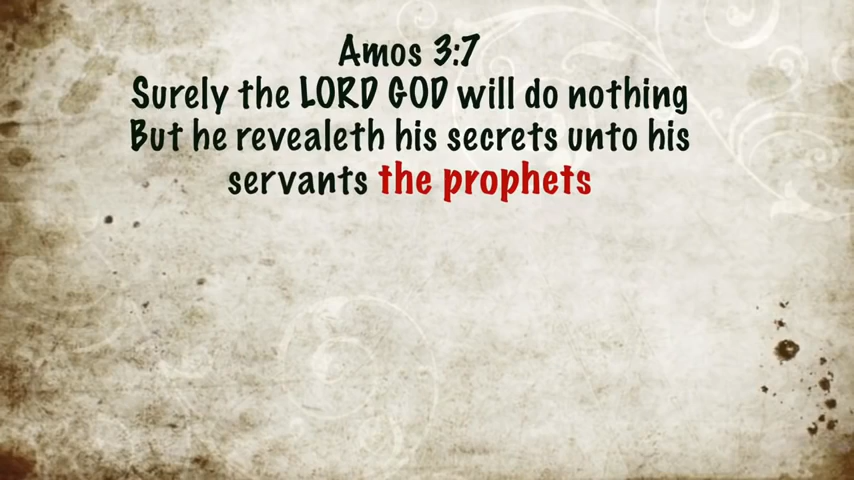 Amos 3:7
Surely the LORD GOD will do nothing
But he revealeth his secrets unto his
servants the prophets